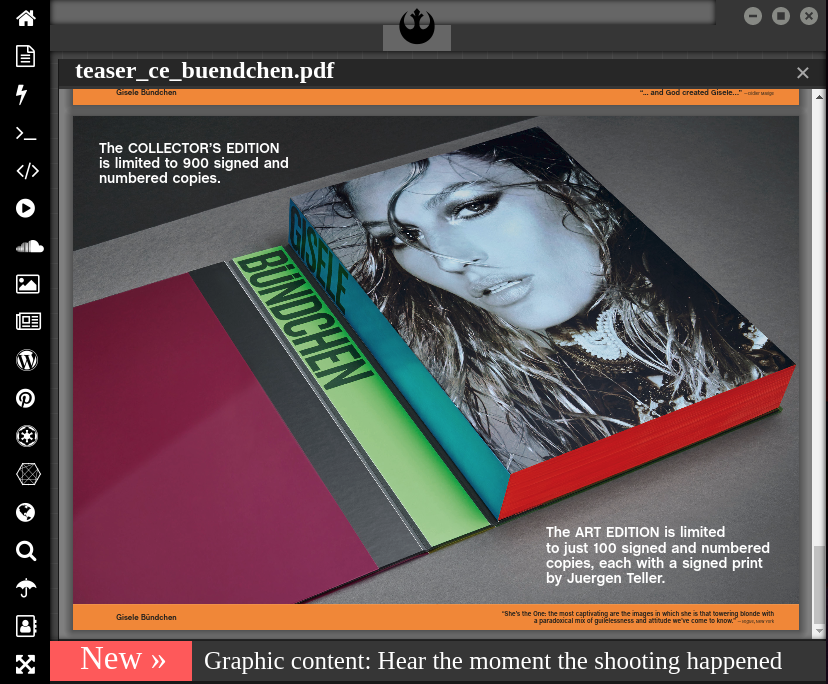 teaser_ce_buendchen.pdf
Gisele Bündchen
“... and God created Gisele...”
The COLLECTOR’S EDITION
is limited to 900 signed and
numbered copies.
GISELE
BÜNDCHEN
The ART EDITION is limited
to just 100 signed and numbered
copies, each with a signed print
by Juergen Teller.
Gisele Bündchen
“She’s the One: the most captivating are the images in which she is that towering blonde with
a paradoxical mix of guilelessness and attitude we’ve come to know.” — vogue, new york
New »
Graphic content: Hear the moment the shooting happened